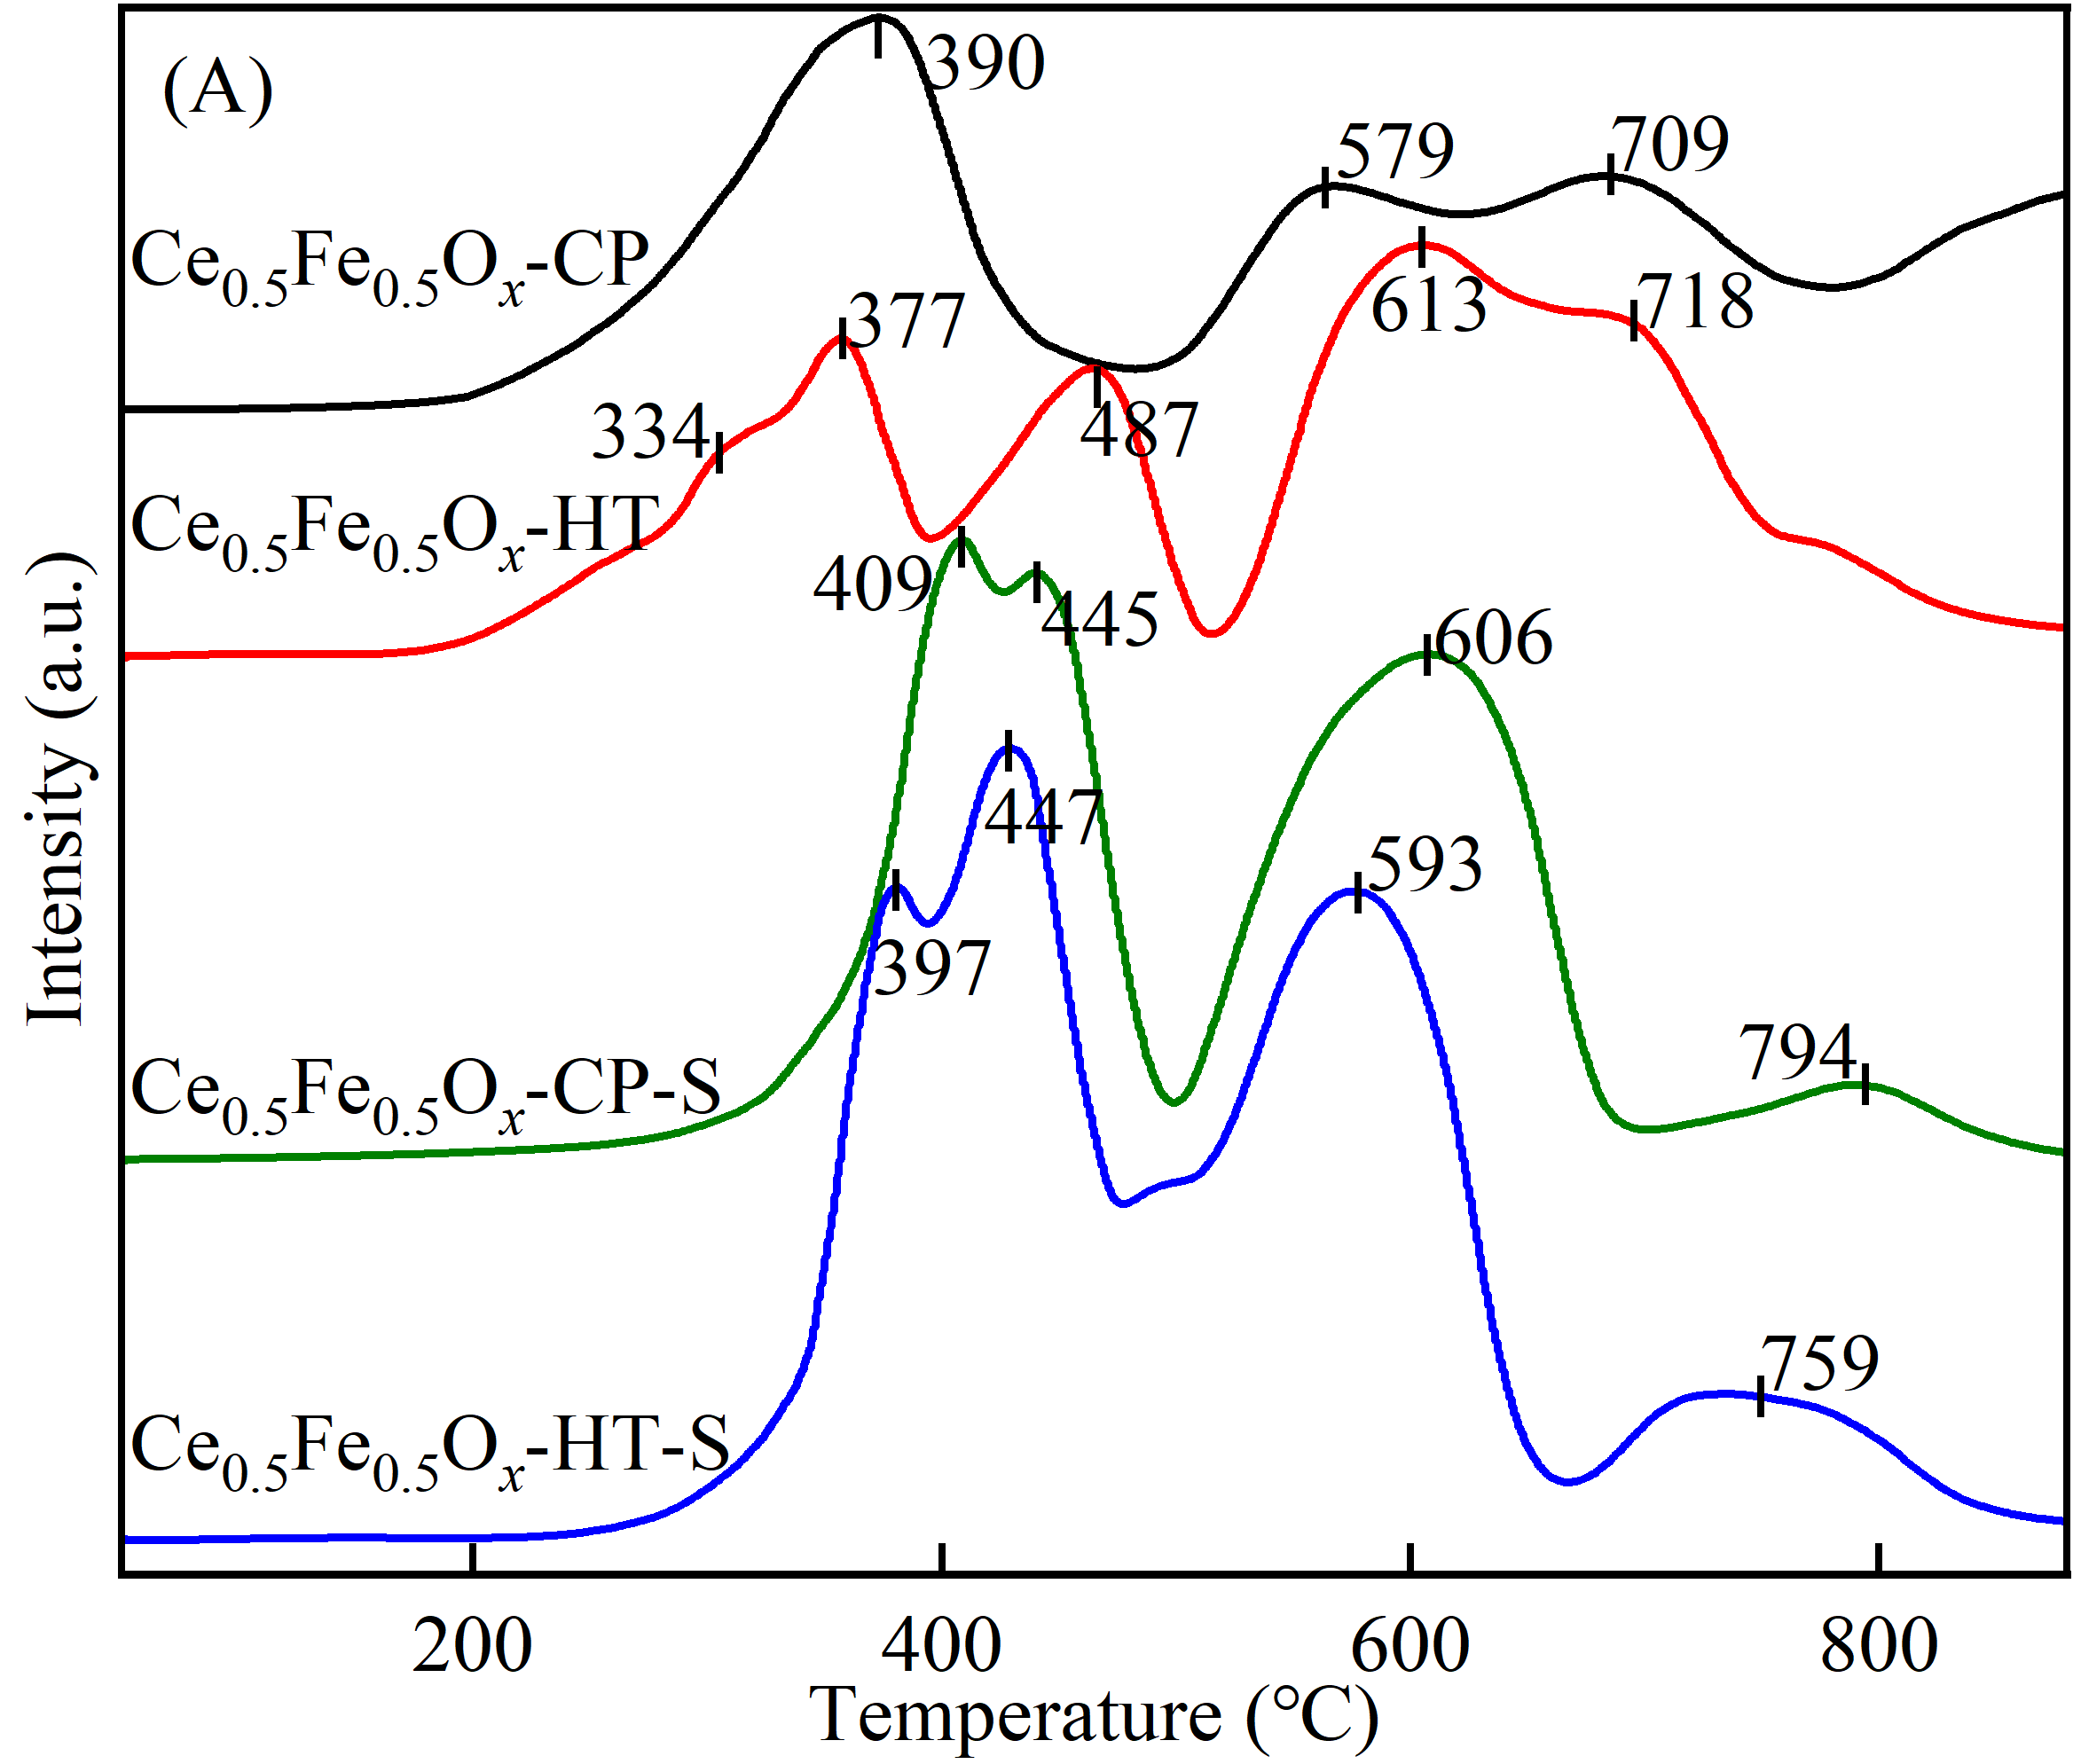 (A)
390
579
709
Ce0.5Fe0.5Ox-CP
377
613
718
334
487
Ce0.5Fe0.5Ox-HT
409
445
606
447
593
397
794
Ce0.5Fe0.5Ox-CP-S
759
Ce0.5Fe0.5Ox-HT-S
Intensity (a.u.)
200
400
600
800
Temperature (°C)